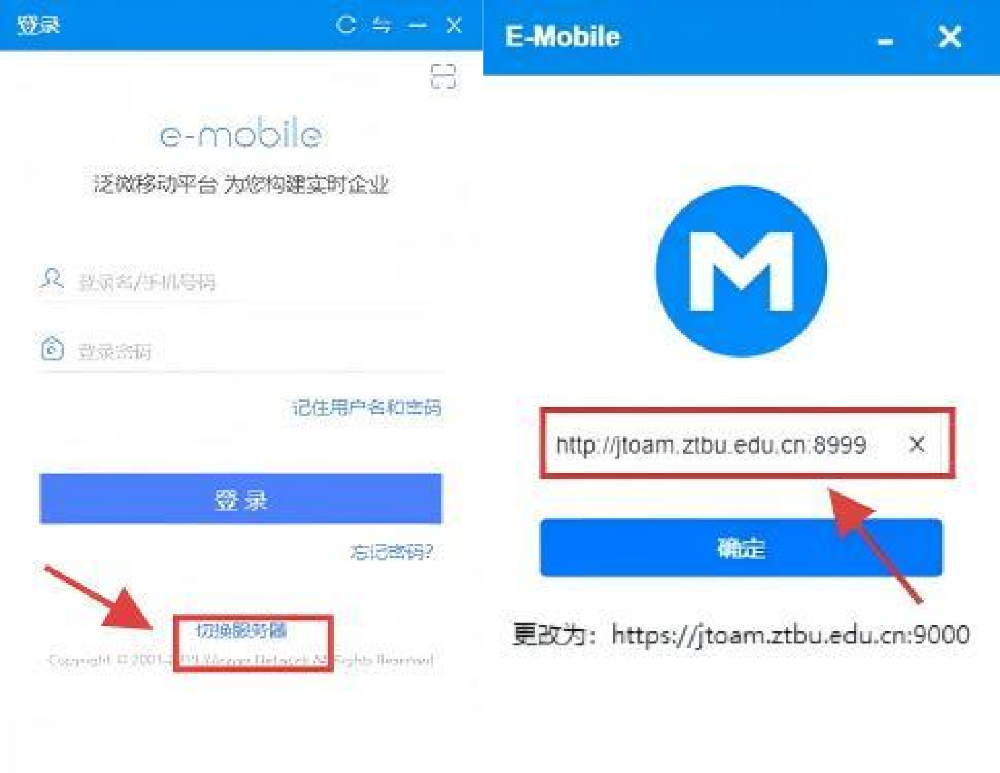 登录
e-mobile
泛微移动平台 为您构建实时企业
登录名/手机号码
登录密码
记住用户名和密码
登 录
忘记密码?
切换服务器
Copyright © 2001-2019 Weaver Network All Rights Reserved
E-Mobile
M
http://jtoam.ztbu.edu.cn:8999
确定
更改为：https://jtoam.ztbu.edu.cn:9000